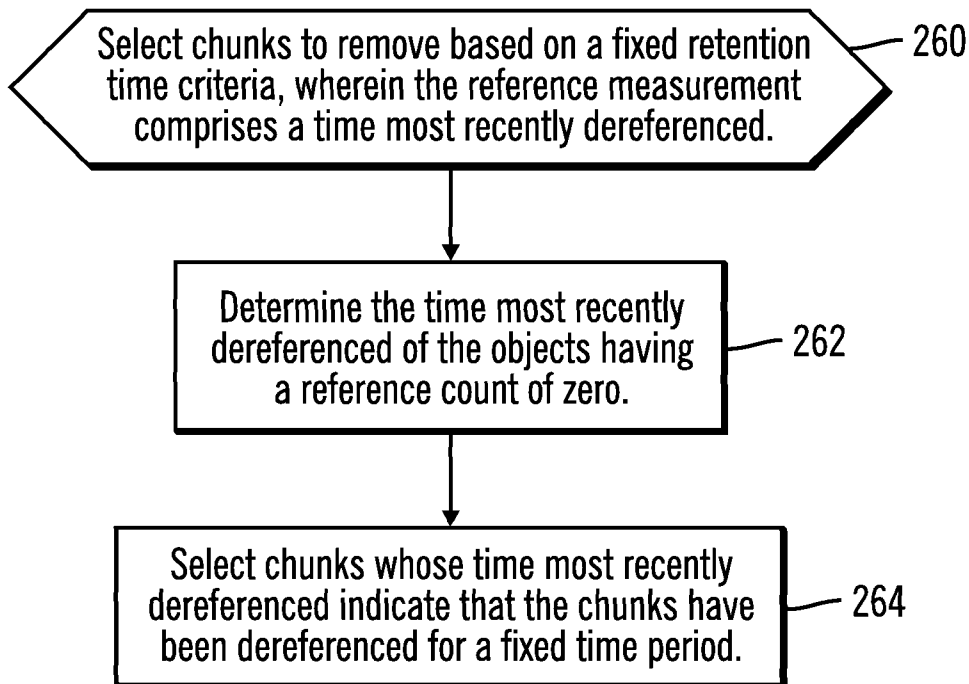 Select chunks to remove based on a fixed retention
time criteria, wherein the reference measurement
comprises a time most recently dereferenced.
260
Determine the time most recently
dereferenced of the objects having
a reference count of zero.
262
Select chunks whose time most recently
dereferenced indicate that the chunks have
been dereferenced for a fixed time period.
264